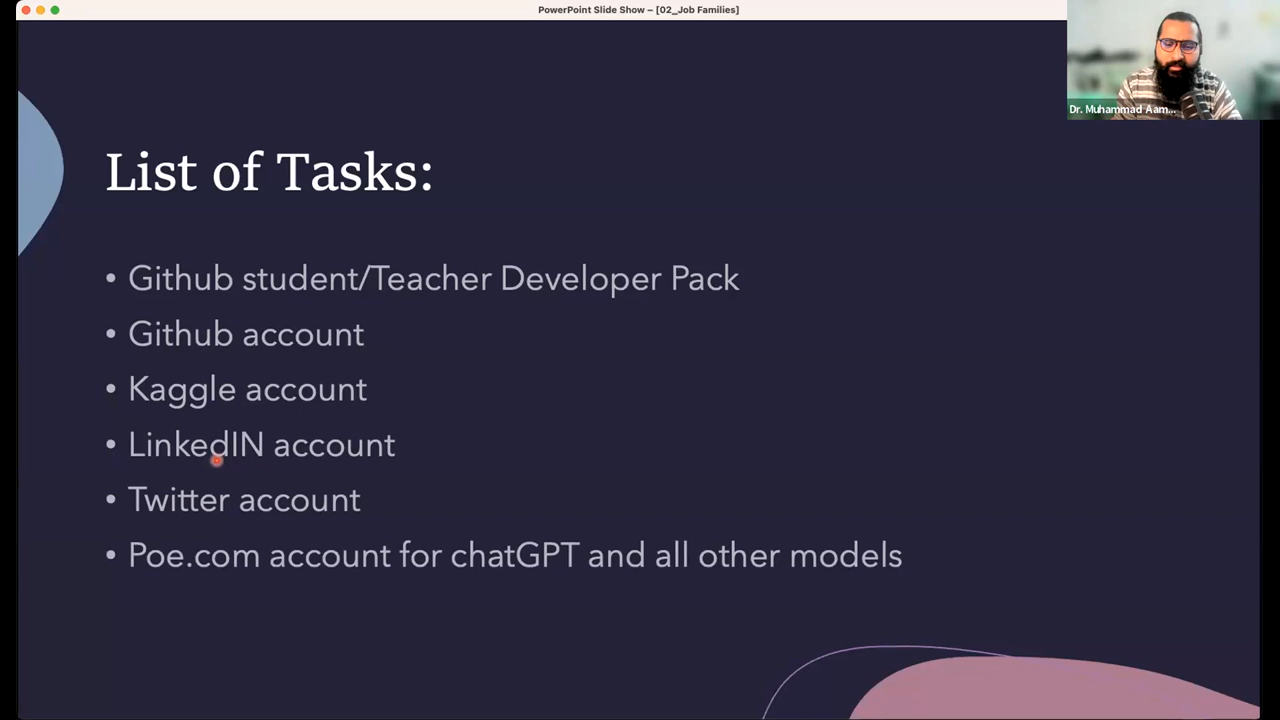 PowerPoint Slide Show – [02_Job Families]
Dr. Muhammad Aam...
List of Tasks:
• Github student/Teacher Developer Pack
• Github account
• Kaggle account
• LinkedIN account
• Twitter account
• Poe.com account for chatGPT and all other models